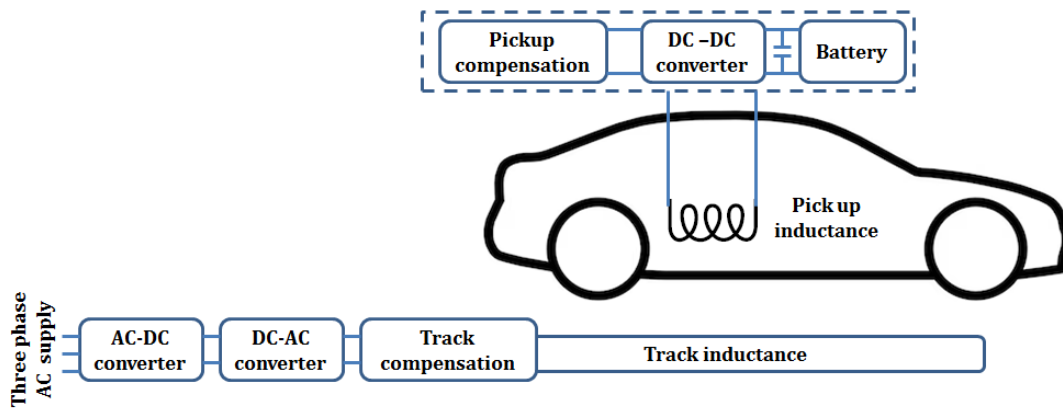 Pickup
compensation
DC –DC
converter
Battery
Pick up
inductance
Three phase
AC supply
AC-DC
converter
DC-AC
converter
Track
compensation
Track inductance